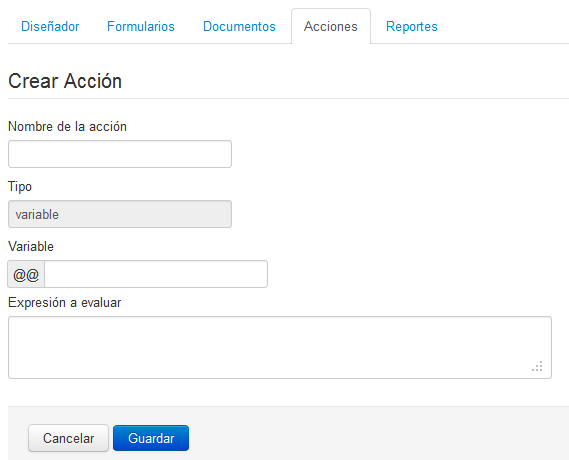 Diseñador Formularios Documentos Acciones Reportes
Crear Acción
Nombre de la acción
Tipo
variable
Variable
@@
Expresión a evaluar
Cancelar Guardar